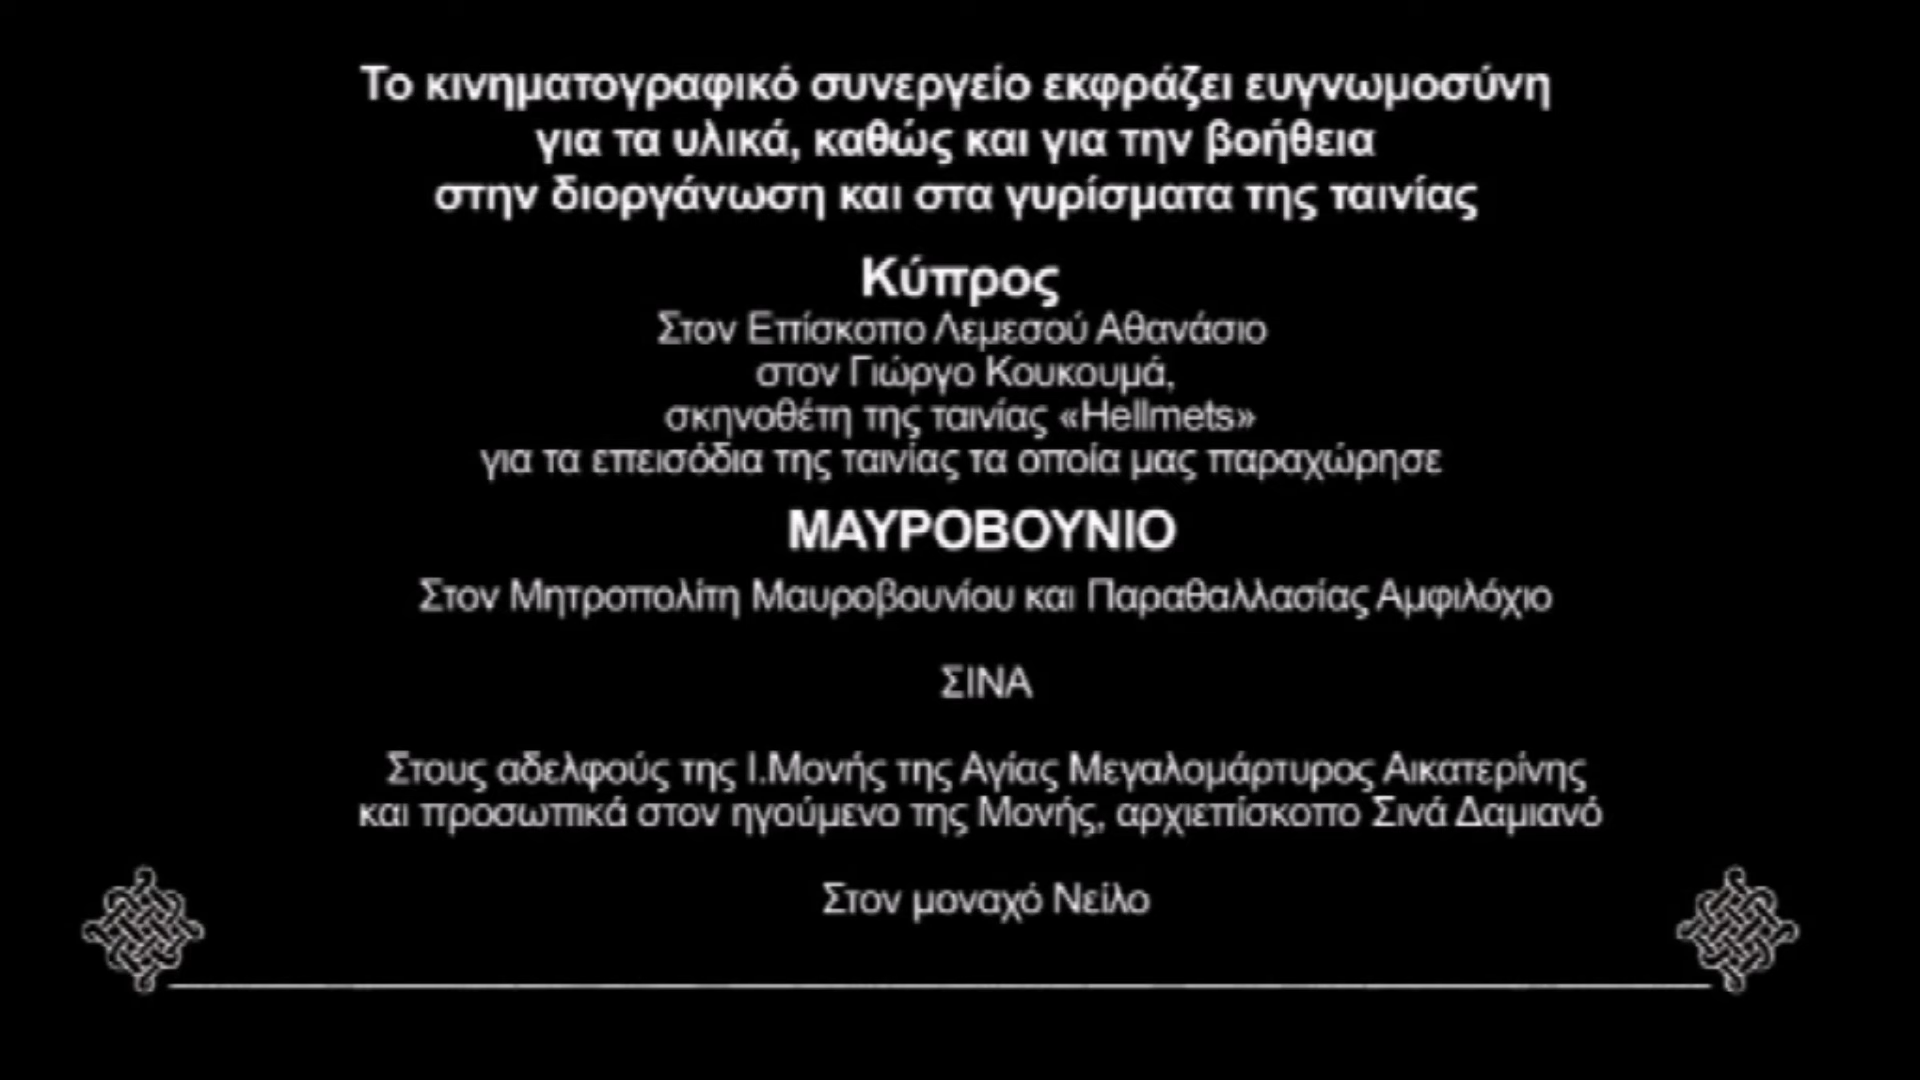 Το κινηματογραφικό συνεργείο εκφράζει ευγνωμοσύνη
για τα υλικά, καθώς και για την βοήθεια
στην διοργάνωση και στα γυρίσματα της ταινίας
Κύπρος
Στον Επίσκοπο Λεμεσού Αθανάσιο
στον Γιώργο Κουκουμά,
σκηνοθέτη της ταινίας «Hellmets»
για τα επεισόδια της ταινίας τα οποία μας παραχώρησε
ΜΑΥΡΟΒΟΥΝΙΟ
Στον Μητροπολίτη Μαυροβουνίου και Παραθαλλασίας Αμφιλόχιο
ΣΙΝΑ
Στους αδελφούς της Ι.Μονής της Αγίας Μεγαλομάρτυρος Αικατερίνης
και προσωπικά στον ηγούμενο της Μονής, αρχιεπίσκοπο Σινά Δαμιανό
Στον μοναχό Νείλο